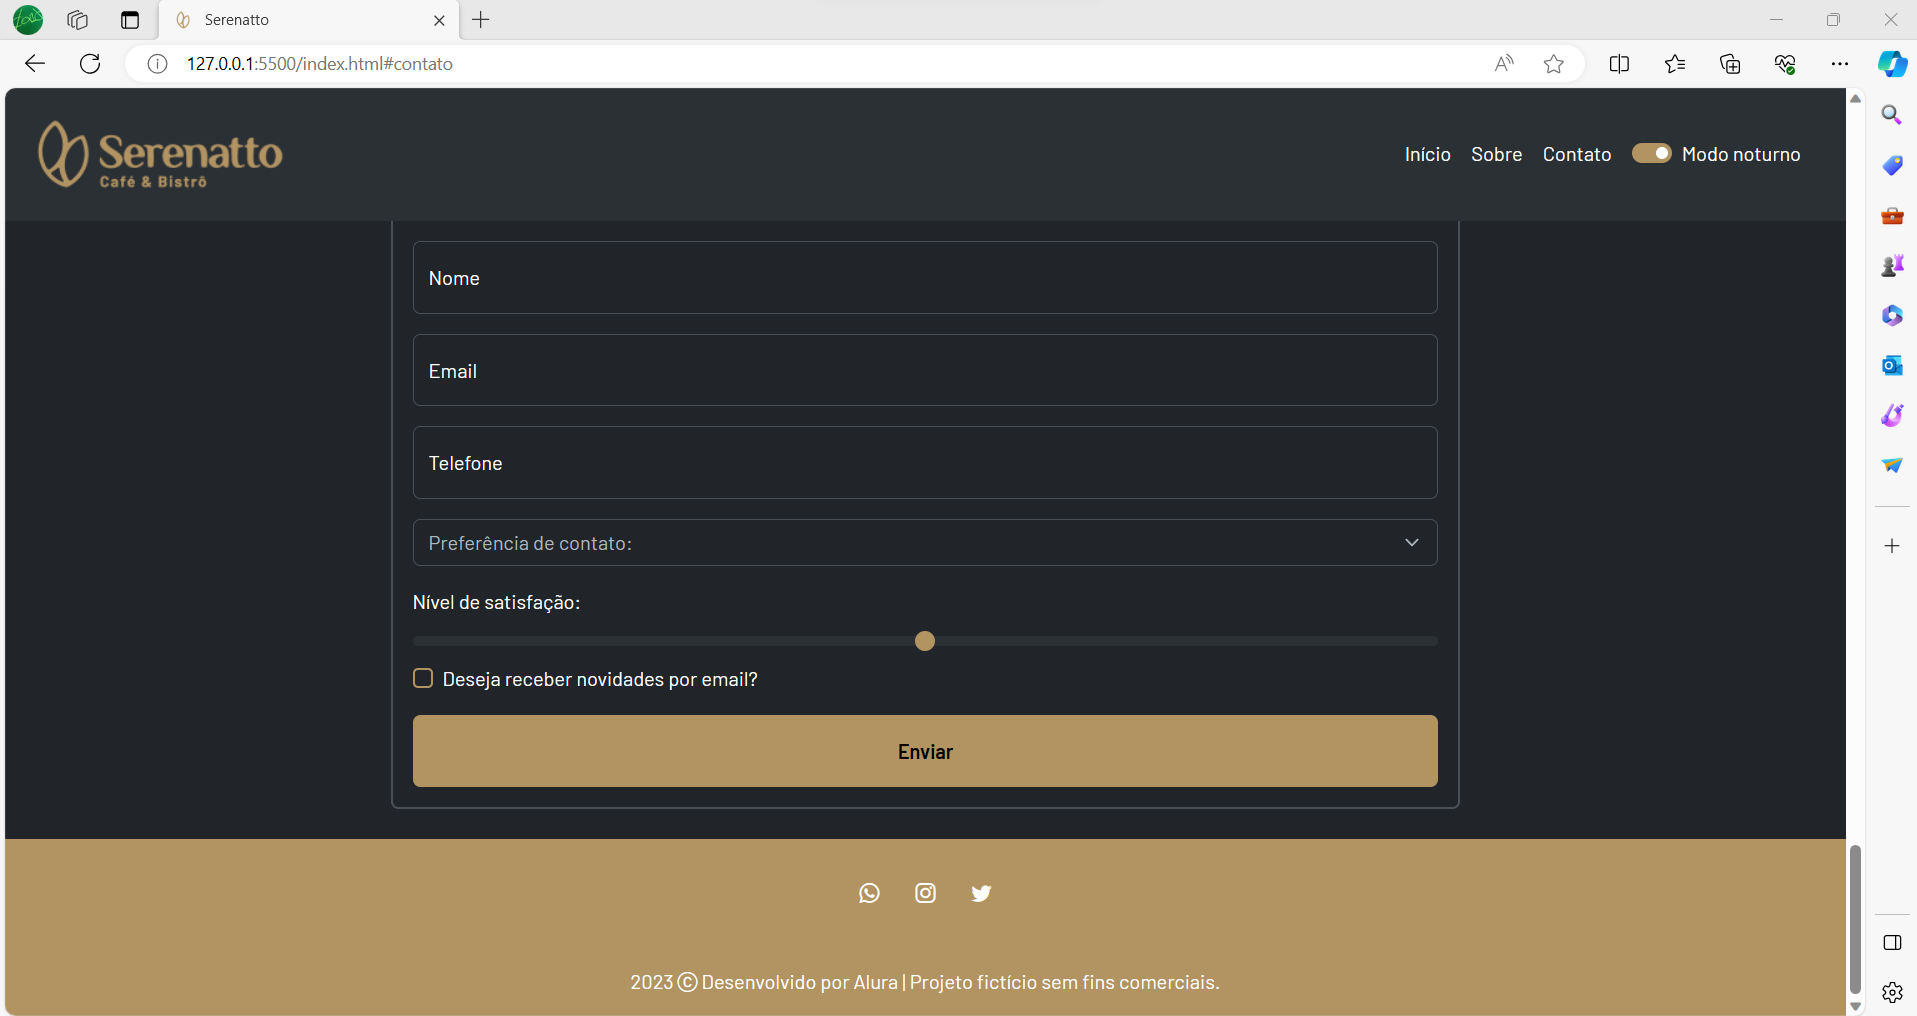 Serenatto
127.0.0.1:5500/index.html#contato
Serenatto
Café & Bistrô
Início Sobre Contato Modo noturno
Nome
Email
Telefone
Preferência de contato:
Nível de satisfação:
Deseja receber novidades por email?
Enviar
2023 © Desenvolvido por Alura | Projeto fictício sem fins comerciais.